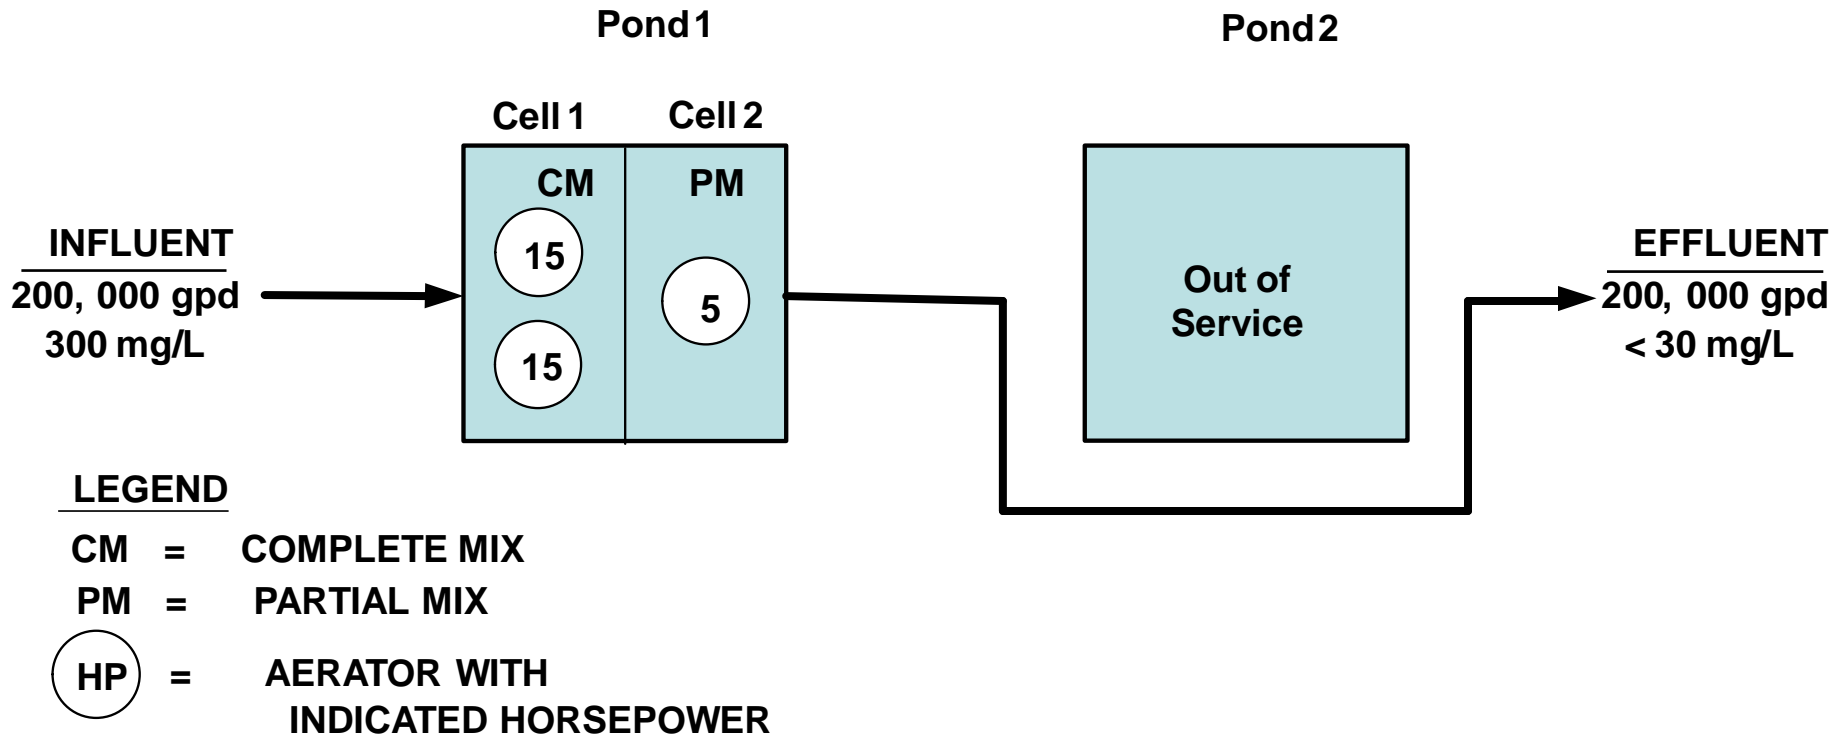 Pond 1
Pond 2
Cell 1
Cell 2
CM
PM
15
15
5
INFLUENT
200, 000 gpd
300 mg/L
Out of
Service
EFFLUENT
200, 000 gpd
< 30 mg/L
LEGEND
CM = COMPLETE MIX
PM = PARTIAL MIX
HP = AERATOR WITH
INDICATED HORSEPOWER